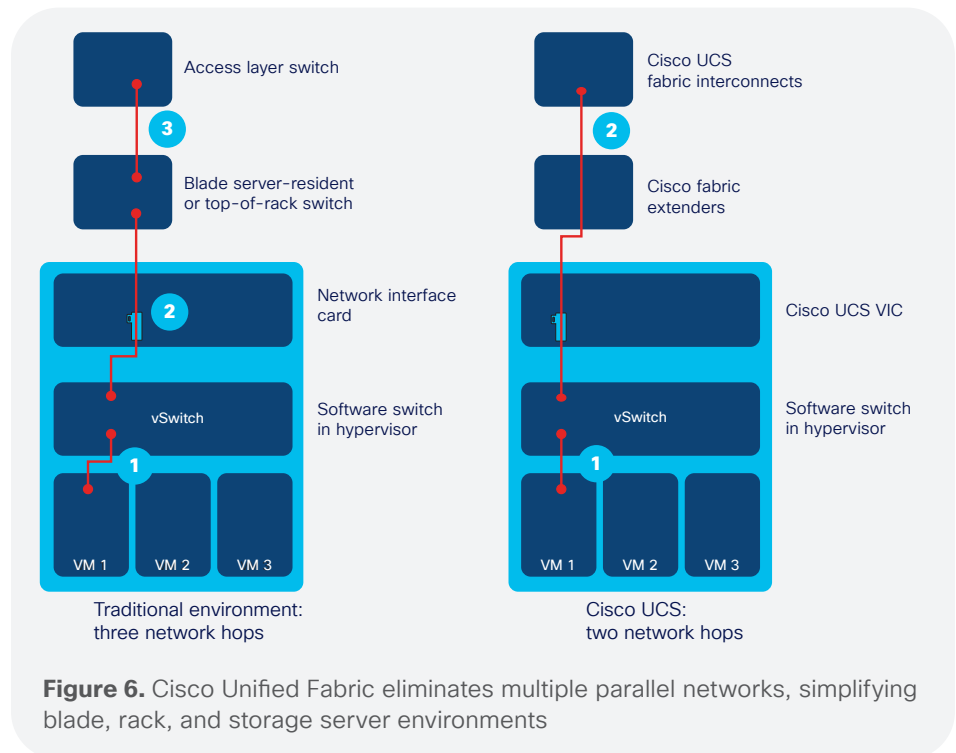 Access layer switch
3
Blade server-resident
or top-of-rack switch
2
Network interface
card
vSwitch
Software switch
in hypervisor
1
VM 1
VM 2
VM 3
Traditional environment:
three network hops
Cisco UCS
fabric interconnects
2
Cisco fabric
extenders
Cisco UCS VIC
vSwitch
Software switch
in hypervisor
1
VM 1
VM 2
VM 3
Cisco UCS:
two network hops
Figure 6. Cisco Unified Fabric eliminates multiple parallel networks, simplifying
blade, rack, and storage server environments